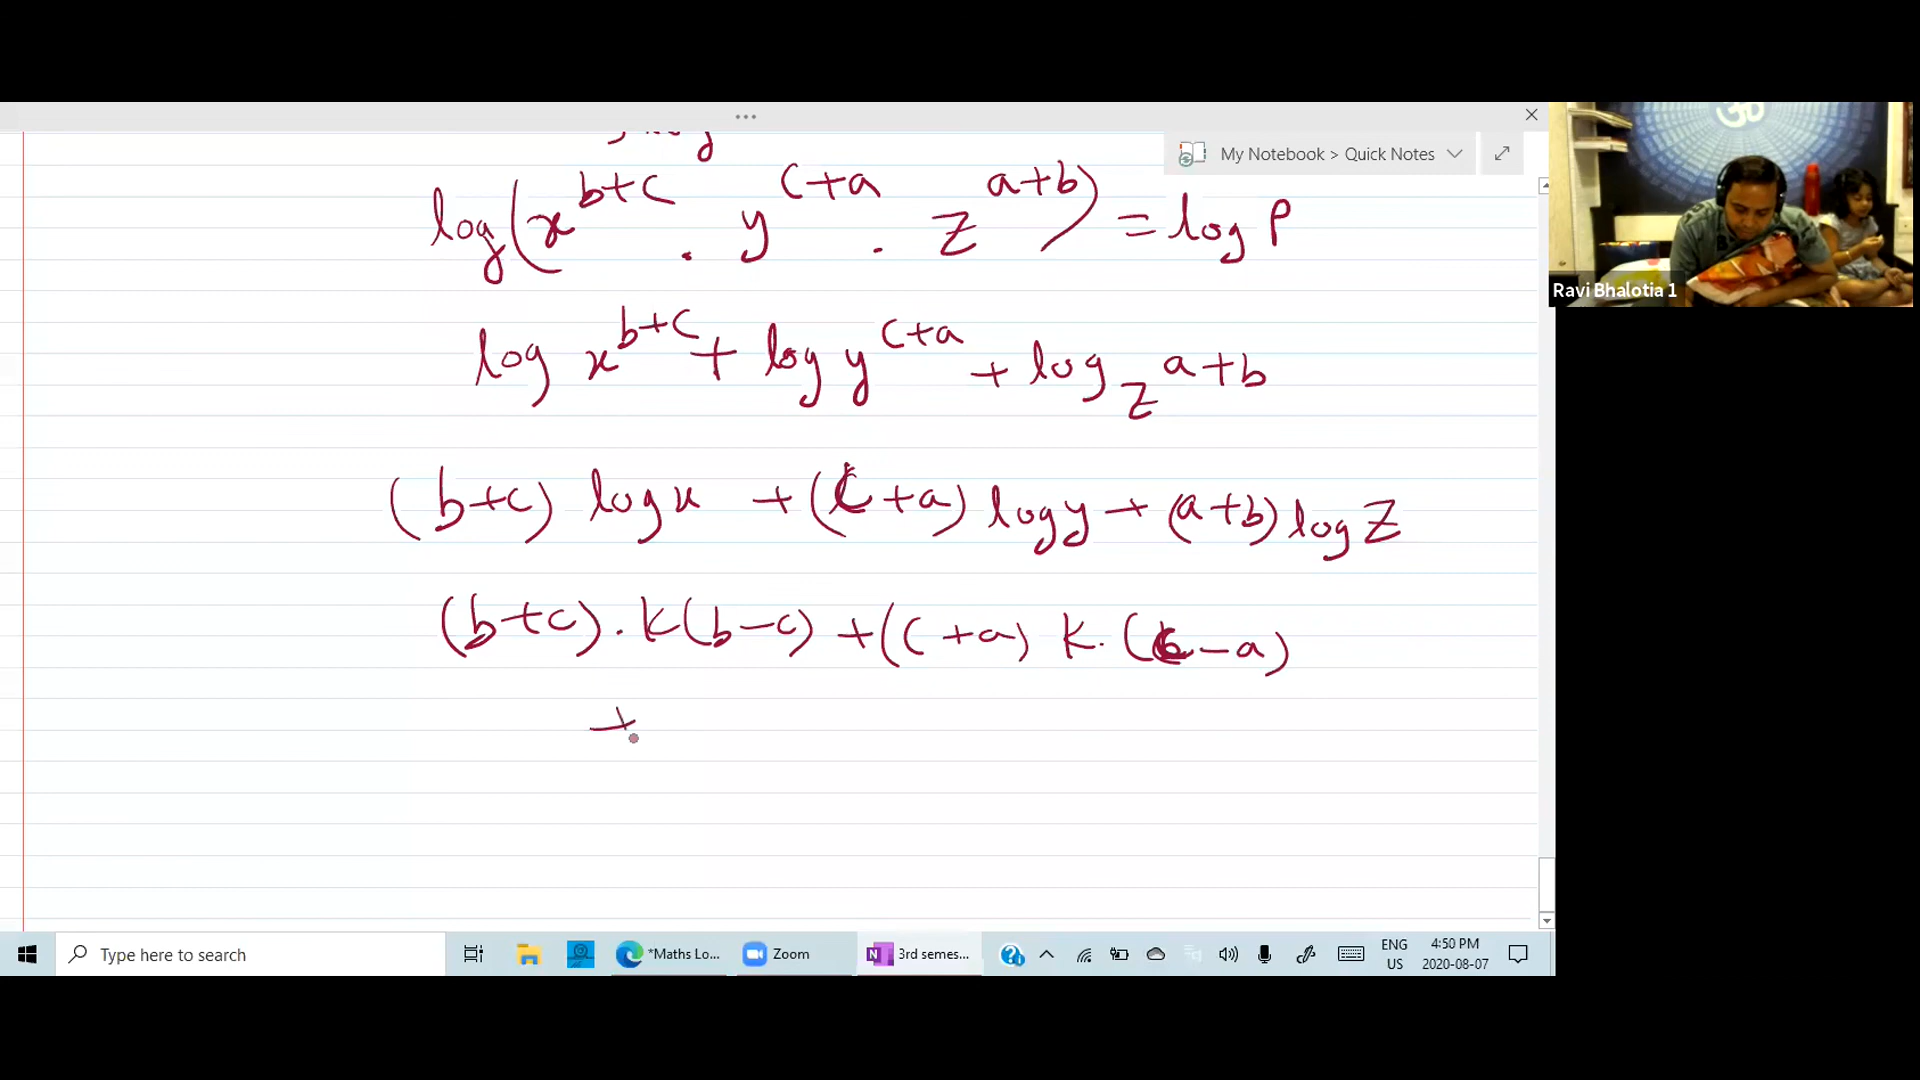 My Notebook > Quick Notes
log(x^{b+c} . y^{c+a} . z^{a+b}) = log P
log x^{b+c} + log y^{c+a} + log z^{a+b}
(b+c) log x + (c+a) log y + (a+b) log z
(b+c) . K(b-c) + (c+a) K. (c-a)
+
Ravi Bhalotia 1
Type here to search
*Maths Lo...
Zoom
3rd semes...
ENG
US
4:50 PM
2020-08-07